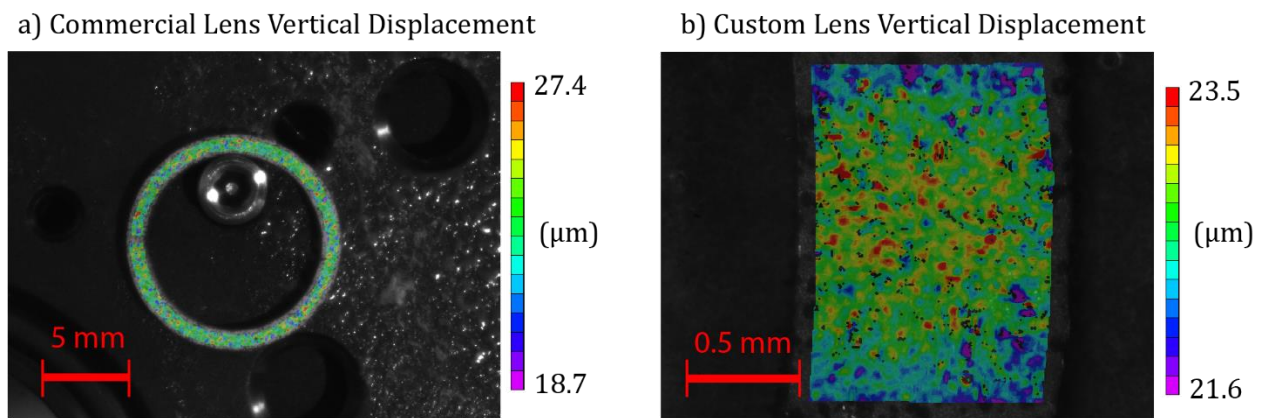 a) Commercial Lens Vertical Displacement
27.4
(µm)
18.7
5 mm
b) Custom Lens Vertical Displacement
23.5
(µm)
21.6
0.5 mm